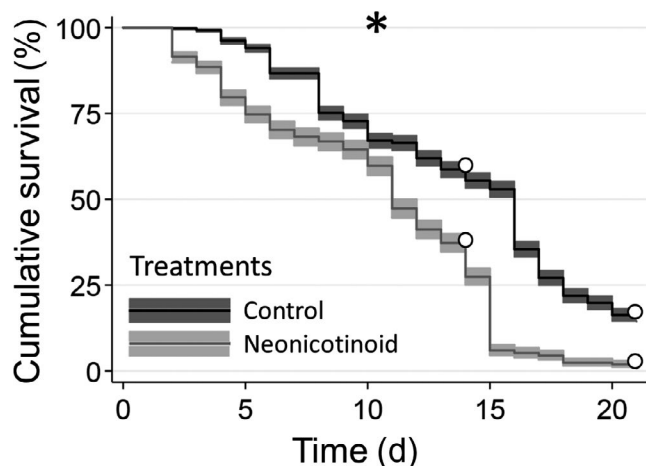 *
100
75
50
25
0
Cumulative survival (%)
Treatments
Control
Neonicotinoid
0 5 10 15 20
Time (d)